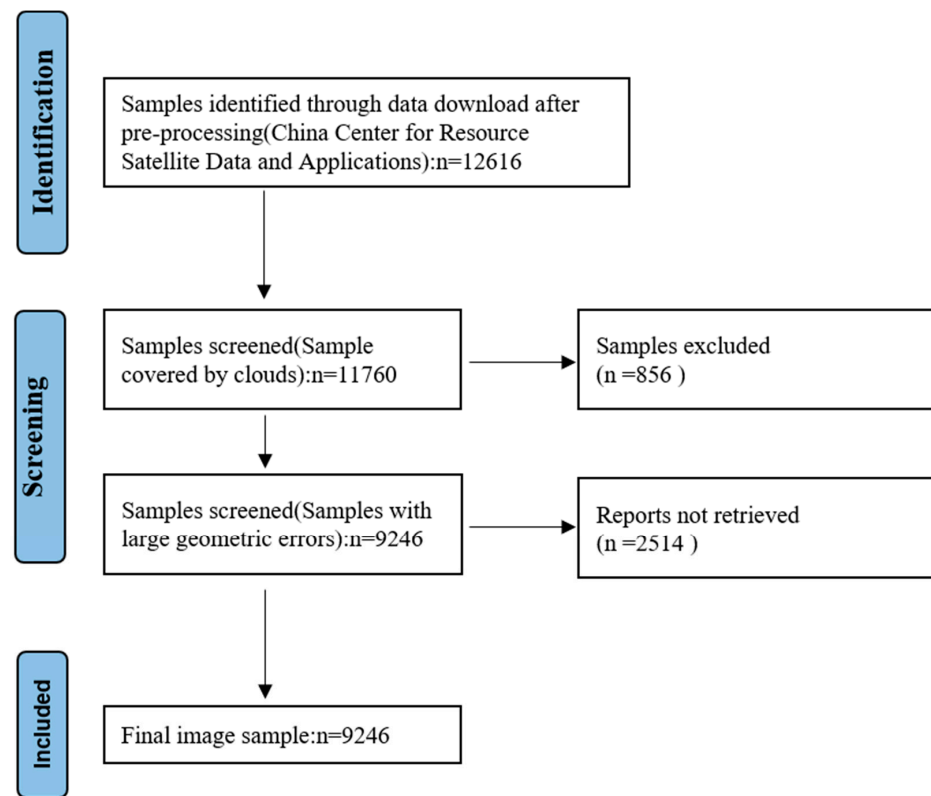 Identification
Samples identified through data download after
pre-processing(China Center for Resource
Satellite Data and Applications):n=12616
Screening
Samples screened(Sample
covered by clouds):n=11760
Samples excluded
(n =856 )
Samples screened(Samples with
large geometric errors):n=9246
Reports not retrieved
(n =2514 )
Included
Final image sample:n=9246